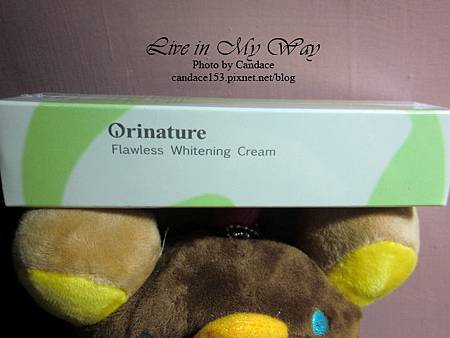 Live in My Way
Photo by Candace
candace153.pixnet.net/blog
Orinature
Flawless Whitening Cream